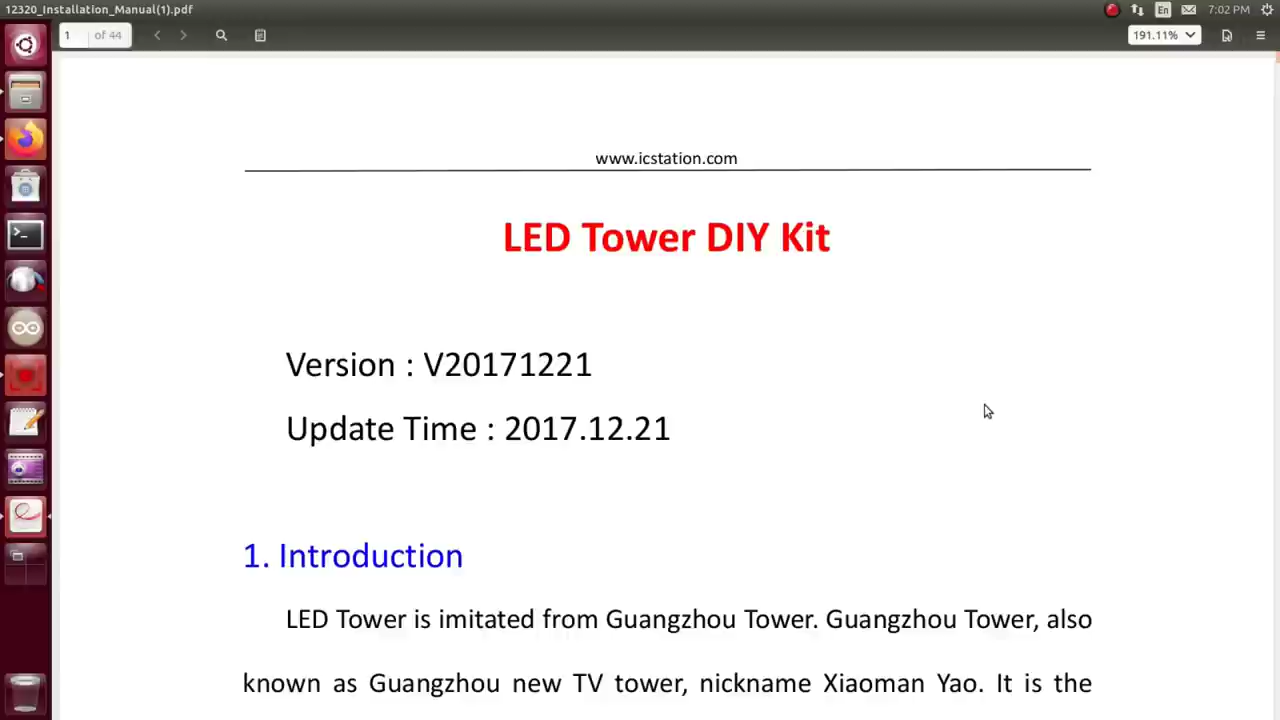 12320_Installation_Manual(1).pdf
En
7:02 PM
1 of 44
191.11%
www.icstation.com
LED Tower DIY Kit
Version : V20171221
Update Time : 2017.12.21
1. Introduction
LED Tower is imitated from Guangzhou Tower. Guangzhou Tower, also
known as Guangzhou new TV tower, nickname Xiaoman Yao. It is the